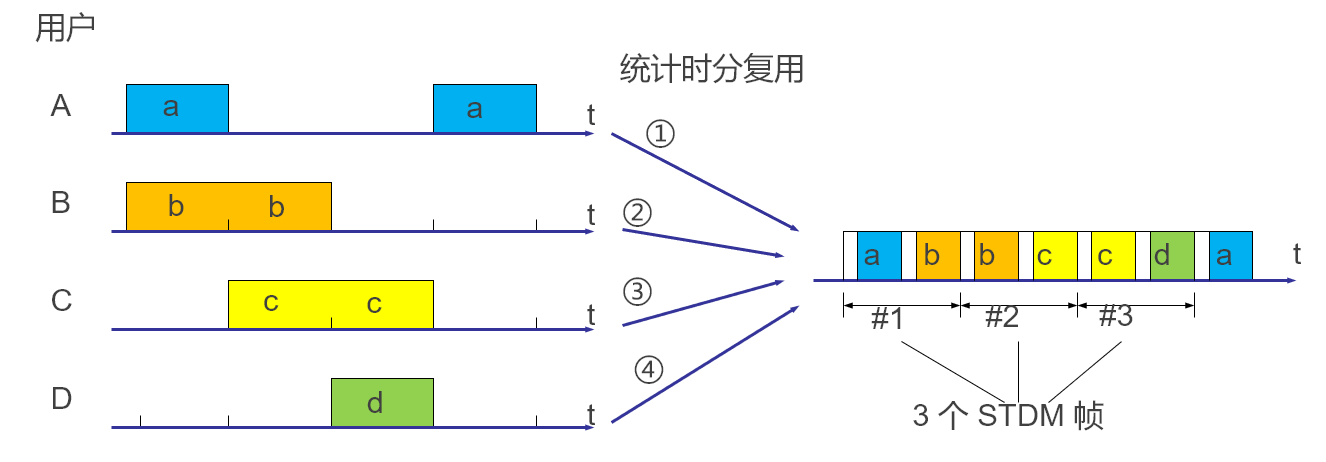 用户
统计时分复用
A a a t
①
B b b t
②
a b b c c d a t
C c c t
③
#1 #2 #3
④
D d t
3 个 STDM 帧